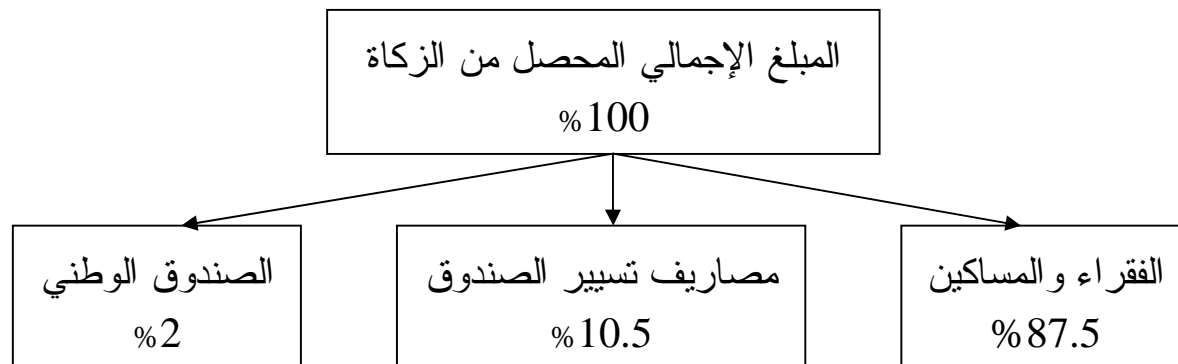 المبلغ الإجمالي المحصل من الزكاة
%100
الفقراء والمساكين
%87.5
مصاريف تسيير الصندوق
%10.5
الصندوق الوطني
%2